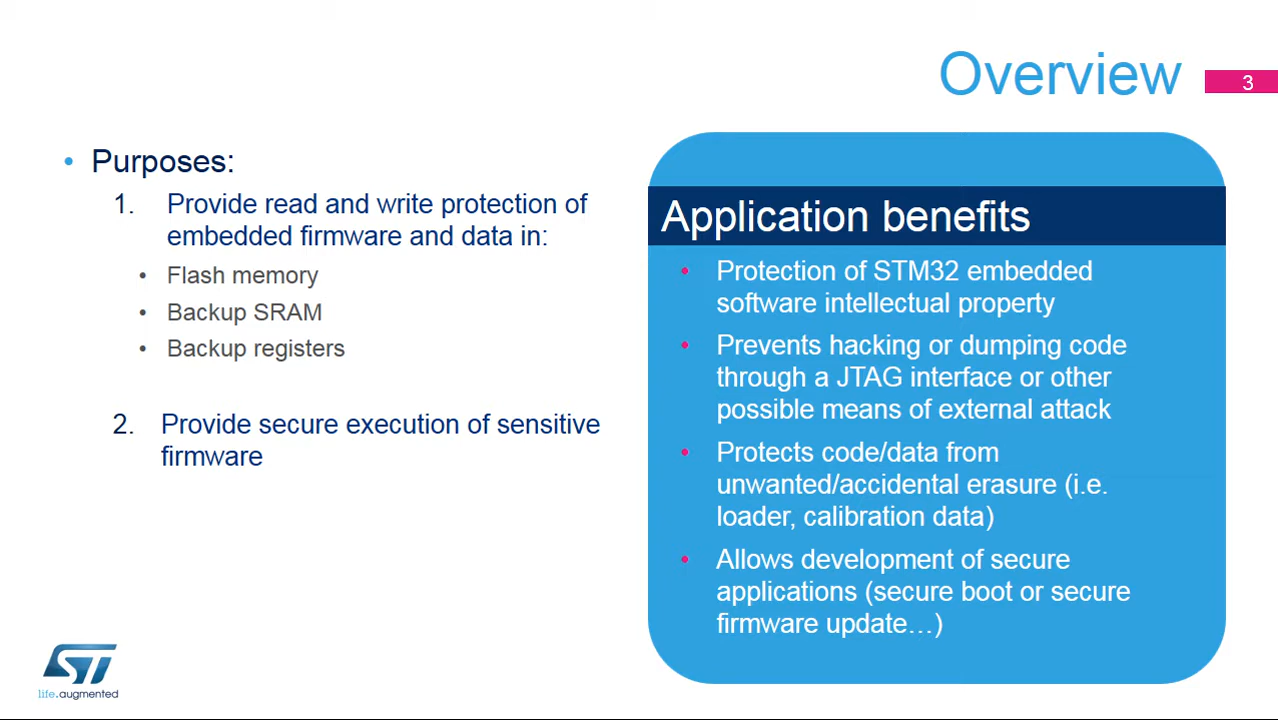 Overview
3
• Purposes:
1. Provide read and write protection of
embedded firmware and data in:
• Flash memory
• Backup SRAM
• Backup registers
2. Provide secure execution of sensitive
firmware
Application benefits
• Protection of STM32 embedded
software intellectual property
• Prevents hacking or dumping code
through a JTAG interface or other
possible means of external attack
• Protects code/data from
unwanted/accidental erasure (i.e.
loader, calibration data)
• Allows development of secure
applications (secure boot or secure
firmware update…)
ST
life.augmented